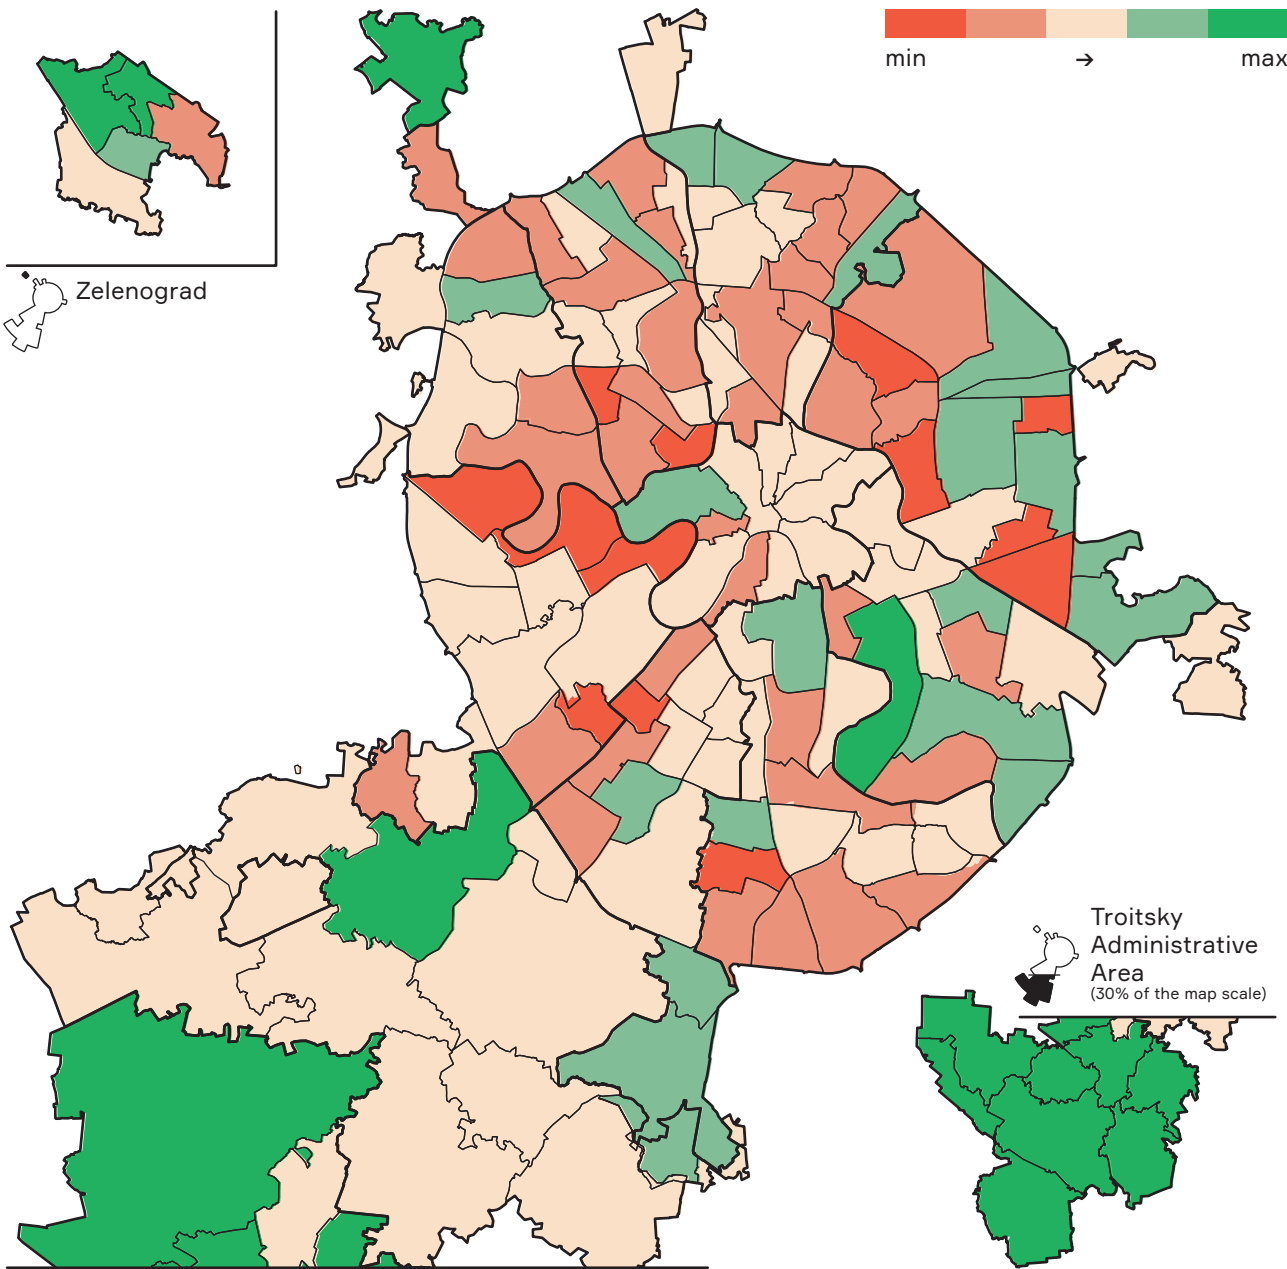 min → max
Zelenograd
Troitsky
Administrative
Area
(30% of the map scale)